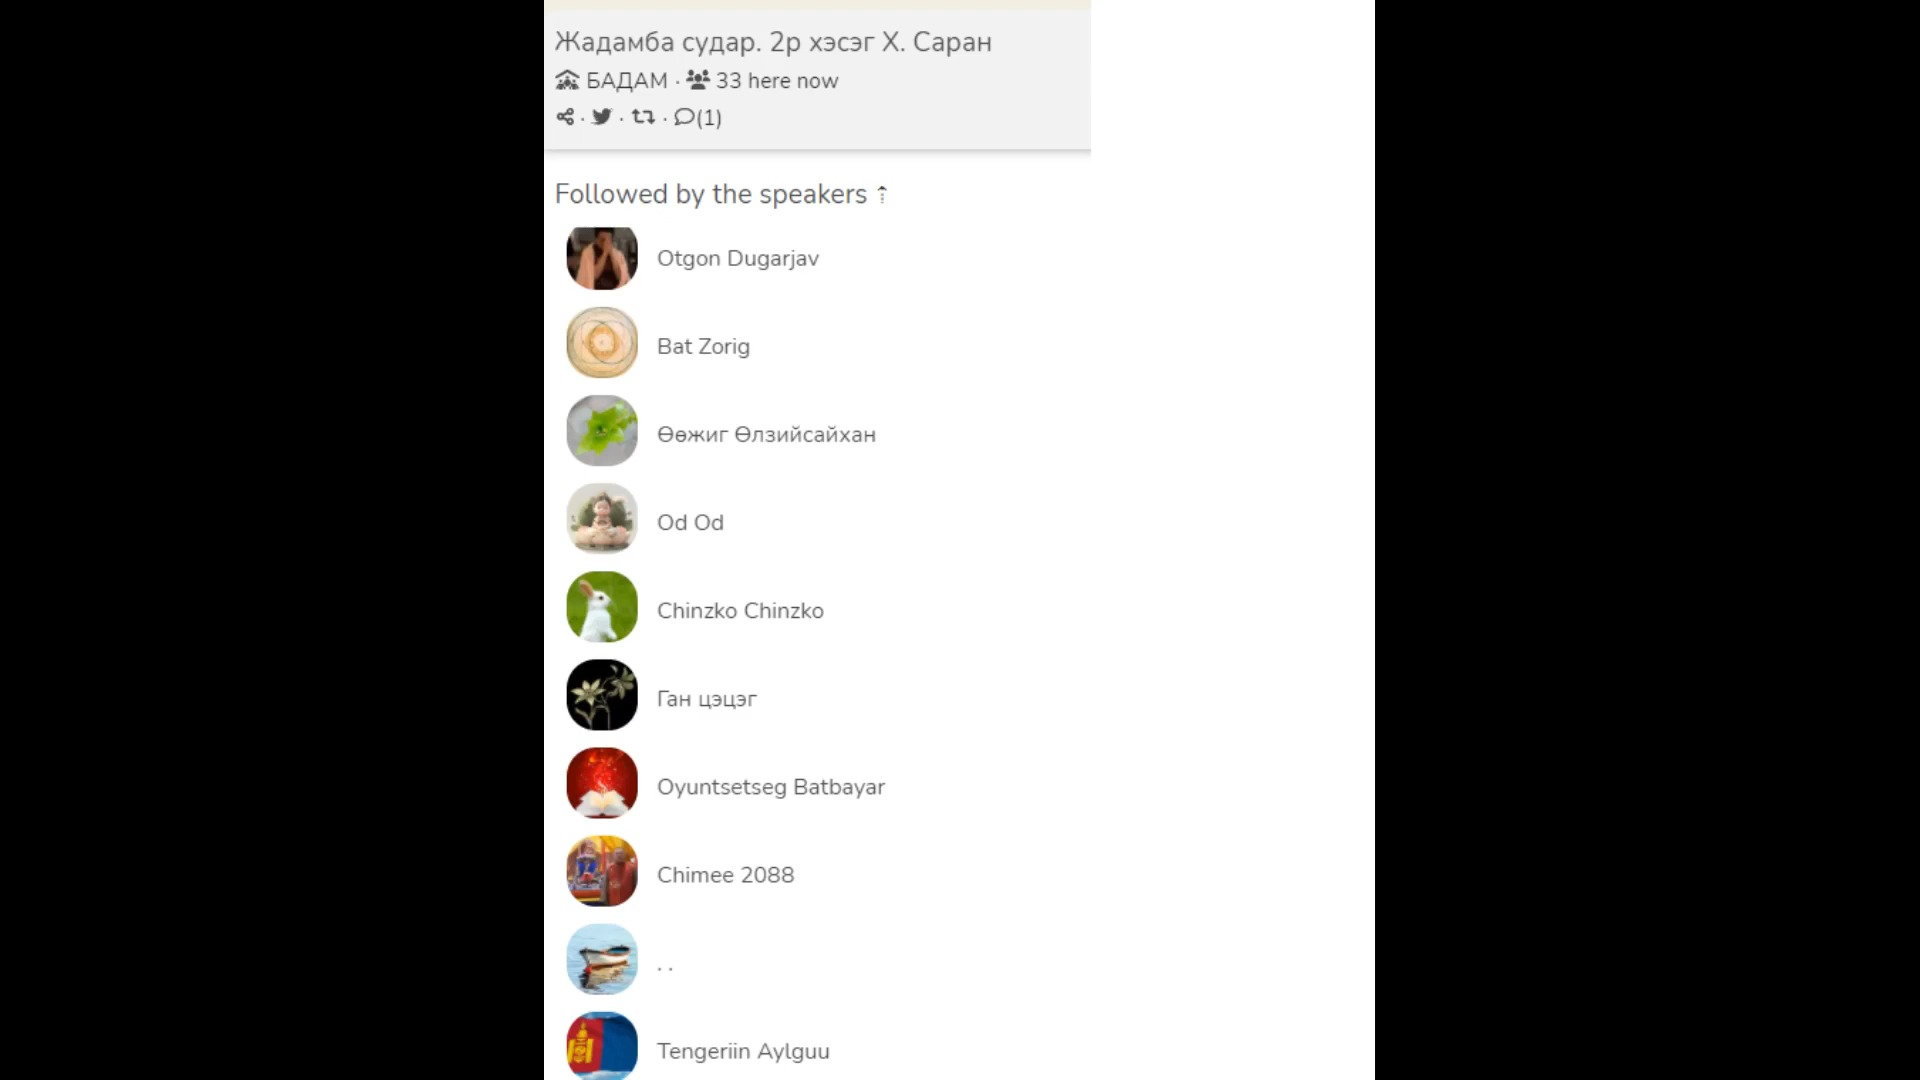 Жадамба судар. 2р хэсэг Х. Саран
БАДАМ · 33 here now
· · · (1)
Followed by the speakers ⇡
Otgon Dugarjav
Bat Zorig
Өөжиг Өлзийсайхан
Od Od
Chinzko Chinzko
Ган цэцэг
Oyuntsetseg Batbayar
Chimee 2088
. .
Tengeriin Aylguu